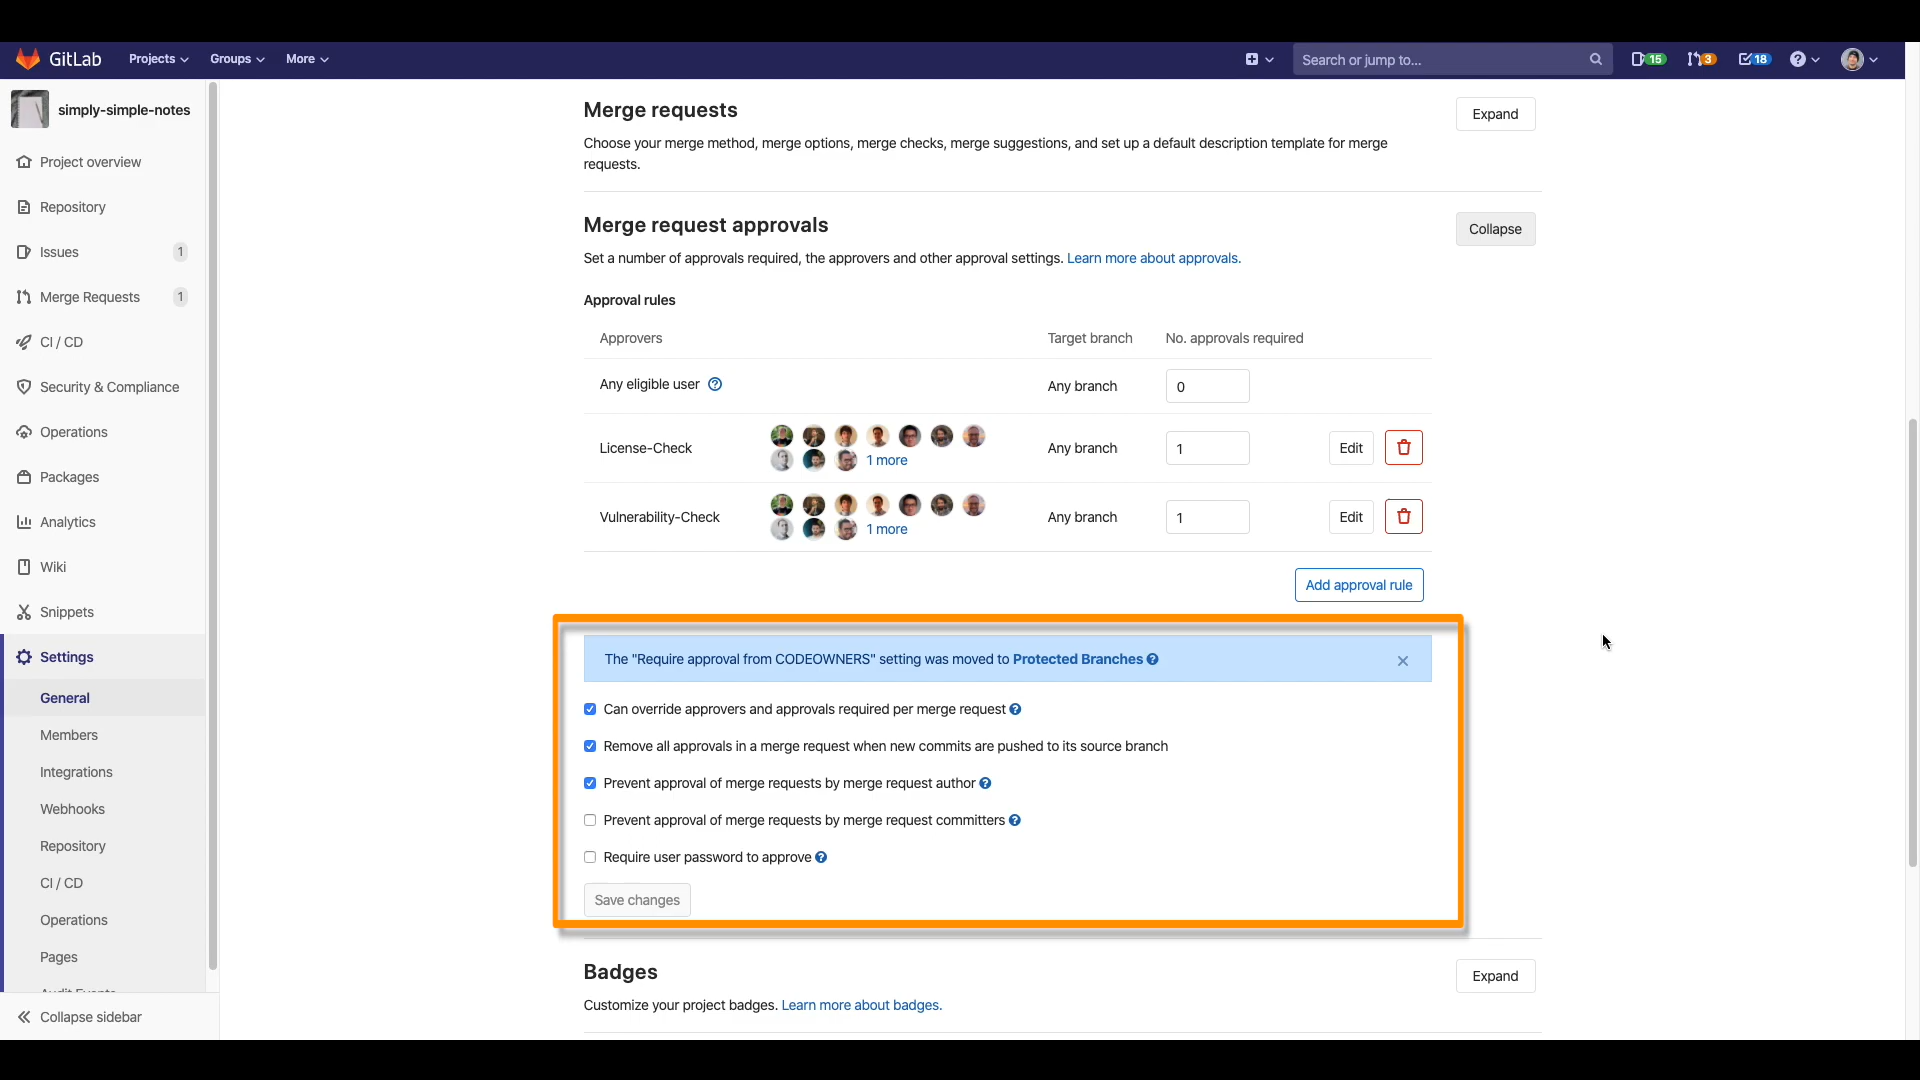 GitLab
Projects
Groups
More
Search or jump to...
15
3
18
simply-simple-notes
Project overview
Repository
Issues 1
Merge Requests 1
CI / CD
Security & Compliance
Operations
Packages
Analytics
Wiki
Snippets
Settings
General
Members
Integrations
Webhooks
Repository
CI / CD
Operations
Pages
Audit Events
Collapse sidebar
Merge requests
Expand
Choose your merge method, merge options, merge checks, merge suggestions, and set up a default description template for merge
requests.
Merge request approvals
Collapse
Set a number of approvals required, the approvers and other approval settings. Learn more about approvals.
Approval rules
Approvers Target branch No. approvals required
Any eligible user Any branch 0
License-Check 1 more Any branch 1 Edit
Vulnerability-Check 1 more Any branch 1 Edit
Add approval rule
The "Require approval from CODEOWNERS" setting was moved to Protected Branches
Can override approvers and approvals required per merge request
Remove all approvals in a merge request when new commits are pushed to its source branch
Prevent approval of merge requests by merge request author
Prevent approval of merge requests by merge request committers
Require user password to approve
Save changes
Badges
Expand
Customize your project badges. Learn more about badges.